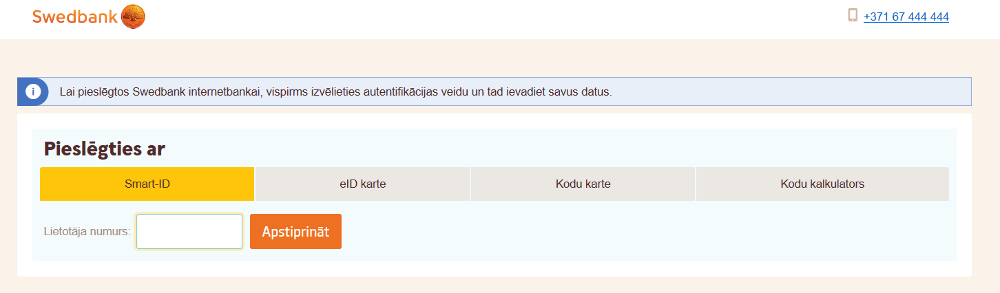 Swedbank
+371 67 444 444
i
Lai pieslēgtos Swedbank internetbankai, vispirms izvēlieties autentifikācijas veidu un tad ievadiet savus datus.
Pieslēgties ar
Smart-ID eID karte Kodu karte Kodu kalkulators
Lietotāja numurs: Apstiprināt